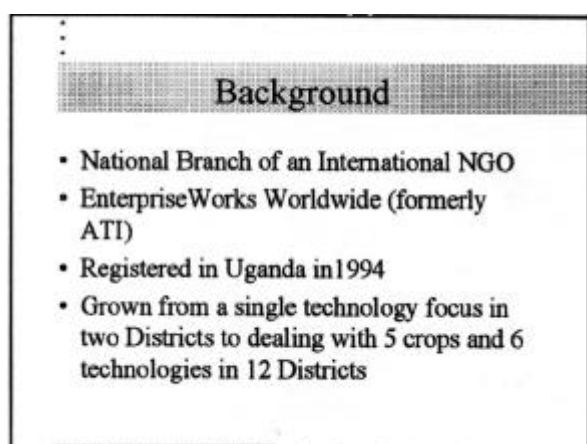 Background
• National Branch of an International NGO
• EnterpriseWorks Worldwide (formerly
ATI)
• Registered in Uganda in1994
• Grown from a single technology focus in
two Districts to dealing with 5 crops and 6
technologies in 12 Districts